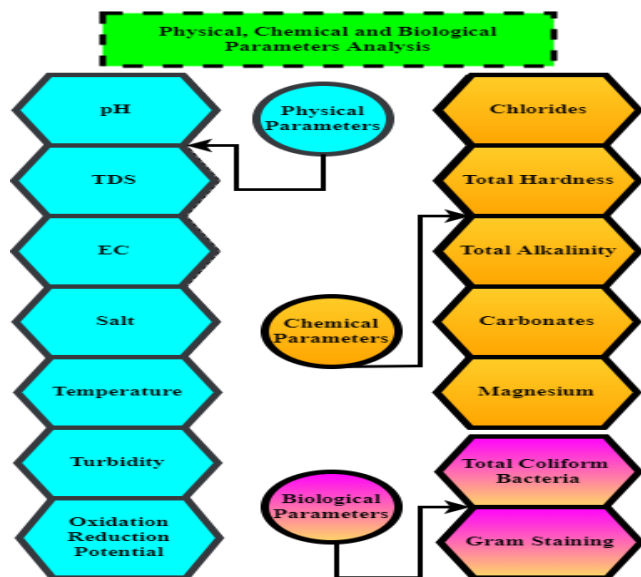 Physical, Chemical and Biological
Parameters Analysis
pH
TDS
EC
Salt
Temperature
Turbidity
Oxidation
Reduction
Potential
Physical
Parameters
Chemical
Parameters
Biological
Parameters
Chlorides
Total Hardness
Total Alkalinity
Carbonates
Magnesium
Total Coliform
Bacteria
Gram Staining